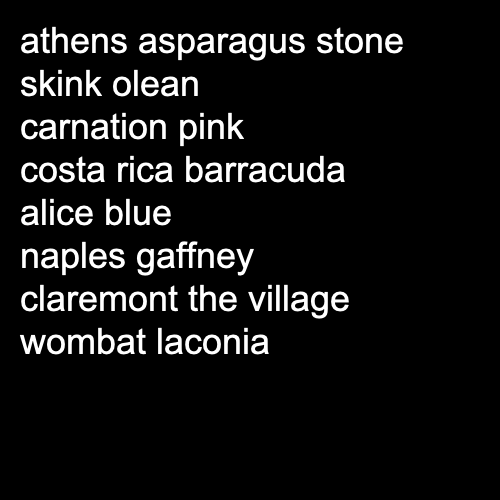 athens asparagus stone
skink olean
carnation pink
costa rica barracuda
alice blue
naples gaffney
claremont the village
wombat laconia